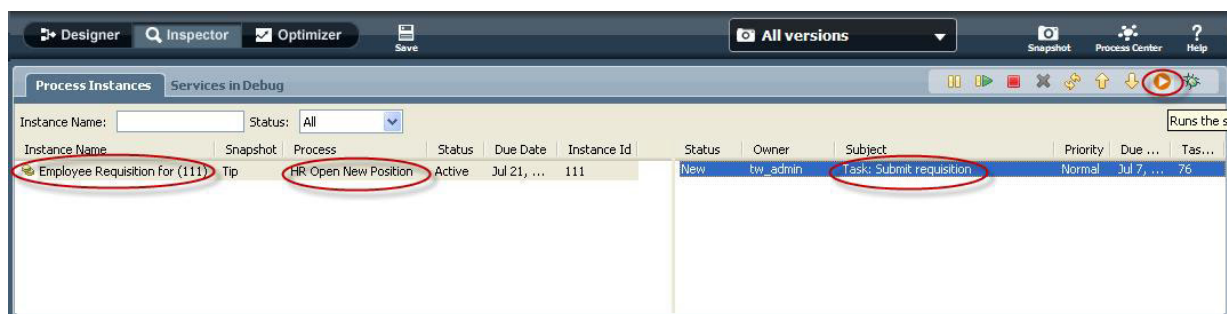 Designer Inspector Optimizer Save All versions Snapshot Process Center ? Help
Process Instances Services in Debug
Runs the s
Instance Name: Status: All
Instance Name Snapshot Process Status Due Date Instance Id Status Owner Subject Priority Due ... Tas...
Employee Requisition for (111) Tip HR Open New Position Active Jul 21, ... 111 New tw_admin Task: Submit requisition Normal Jul 7, ... 76